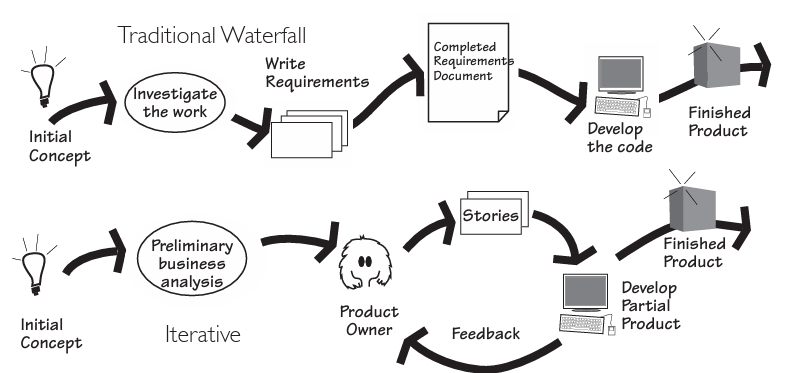 Traditional Waterfall
Initial
Concept
Investigate
the work
Write
Requirements
Completed
Requirements
Document
Develop
the code
Finished
Product
Iterative
Initial
Concept
Preliminary
business
analysis
Product
Owner
Stories
Develop
Partial
Product
Feedback
Finished
Product